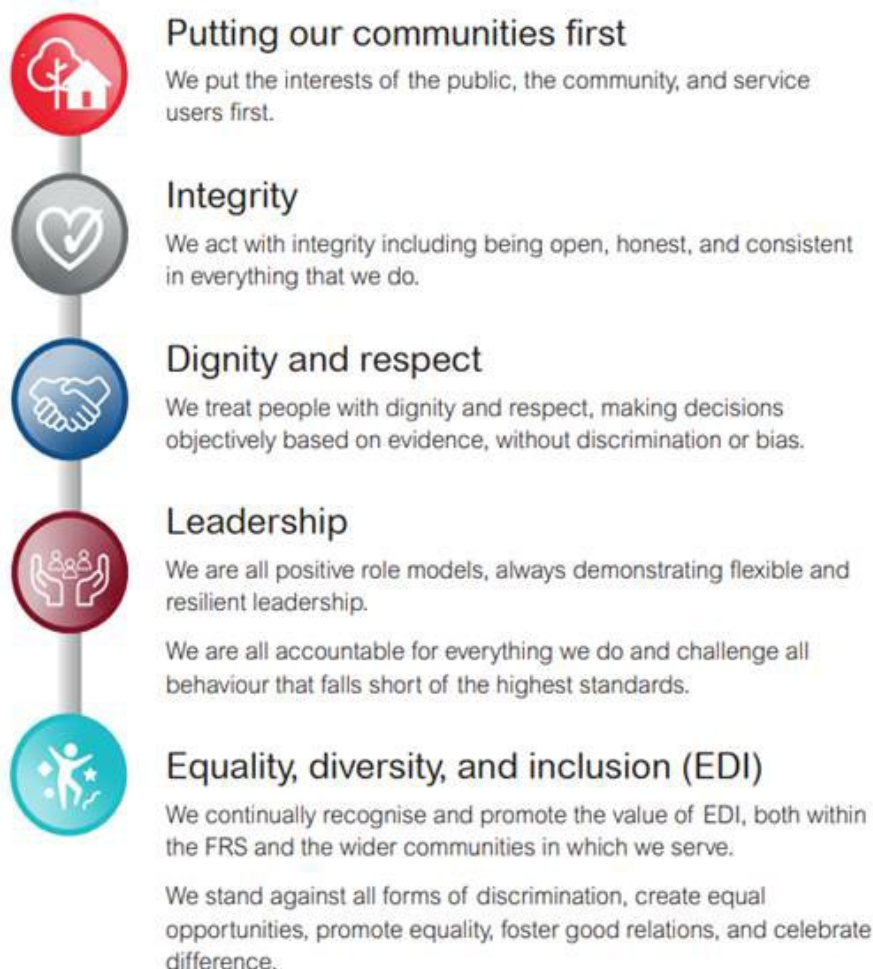 Putting our communities first
We put the interests of the public, the community, and service
users first.
Integrity
We act with integrity including being open, honest, and consistent
in everything that we do.
Dignity and respect
We treat people with dignity and respect, making decisions
objectively based on evidence, without discrimination or bias.
Leadership
We are all positive role models, always demonstrating flexible and
resilient leadership.
We are all accountable for everything we do and challenge all
behaviour that falls short of the highest standards.
Equality, diversity, and inclusion (EDI)
We continually recognise and promote the value of EDI, both within
the FRS and the wider communities in which we serve.
We stand against all forms of discrimination, create equal
opportunities, promote equality, foster good relations, and celebrate
difference.